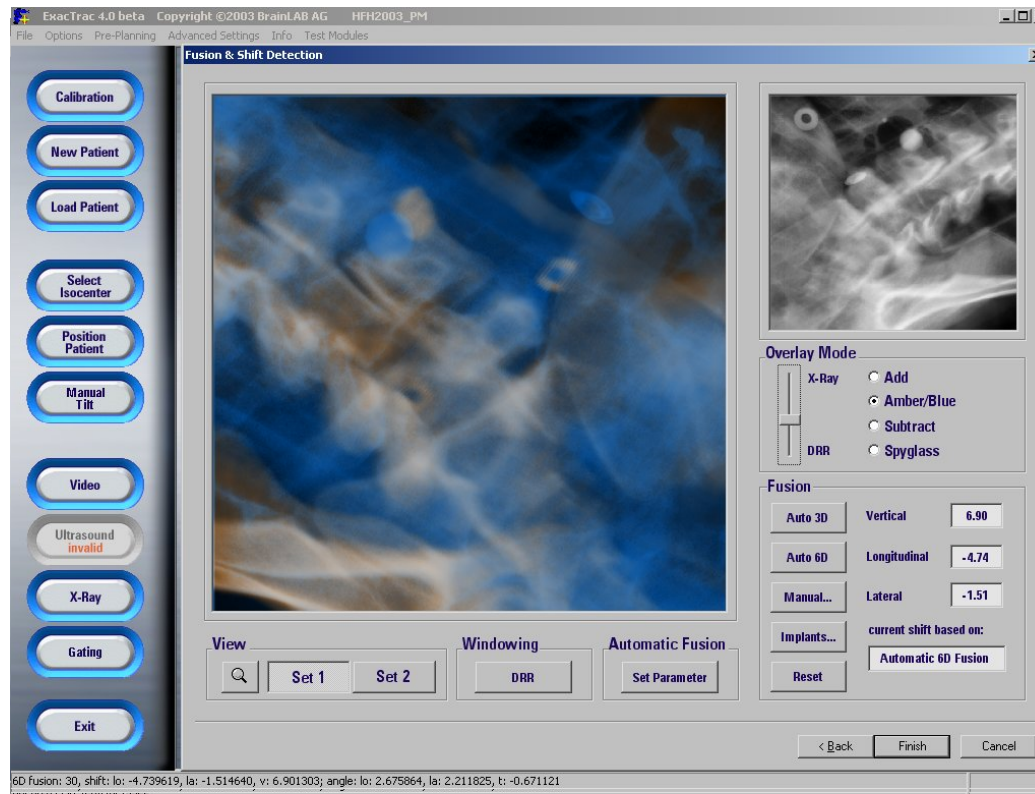 ExacTrac 4.0 beta Copyright ©2003 BrainLAB AG HFH2003_PM
File Options Pre-Planning Advanced Settings Info Test Modules
Fusion & Shift Detection
Calibration
New Patient
Load Patient
Select
Isocenter
Position
Patient
Manual
Tilt
Video
Ultrasound
invalid
X-Ray
Gating
Exit
View
Set 1 Set 2
Windowing
DRR
Automatic Fusion
Set Parameter
Overlay Mode
X-Ray
DRR
Add
Amber/Blue
Subtract
Spyglass
Fusion
Auto 3D Vertical 6.90
Auto 6D Longitudinal -4.74
Manual... Lateral -1.51
Implants... current shift based on:
Automatic 6D Fusion
Reset
< Back Finish Cancel
6D fusion: 30, shift: lo: -4.739619, la: -1.514640, v: 6.901303; angle: lo: 2.675864, la: 2.211825, t: -0.671121